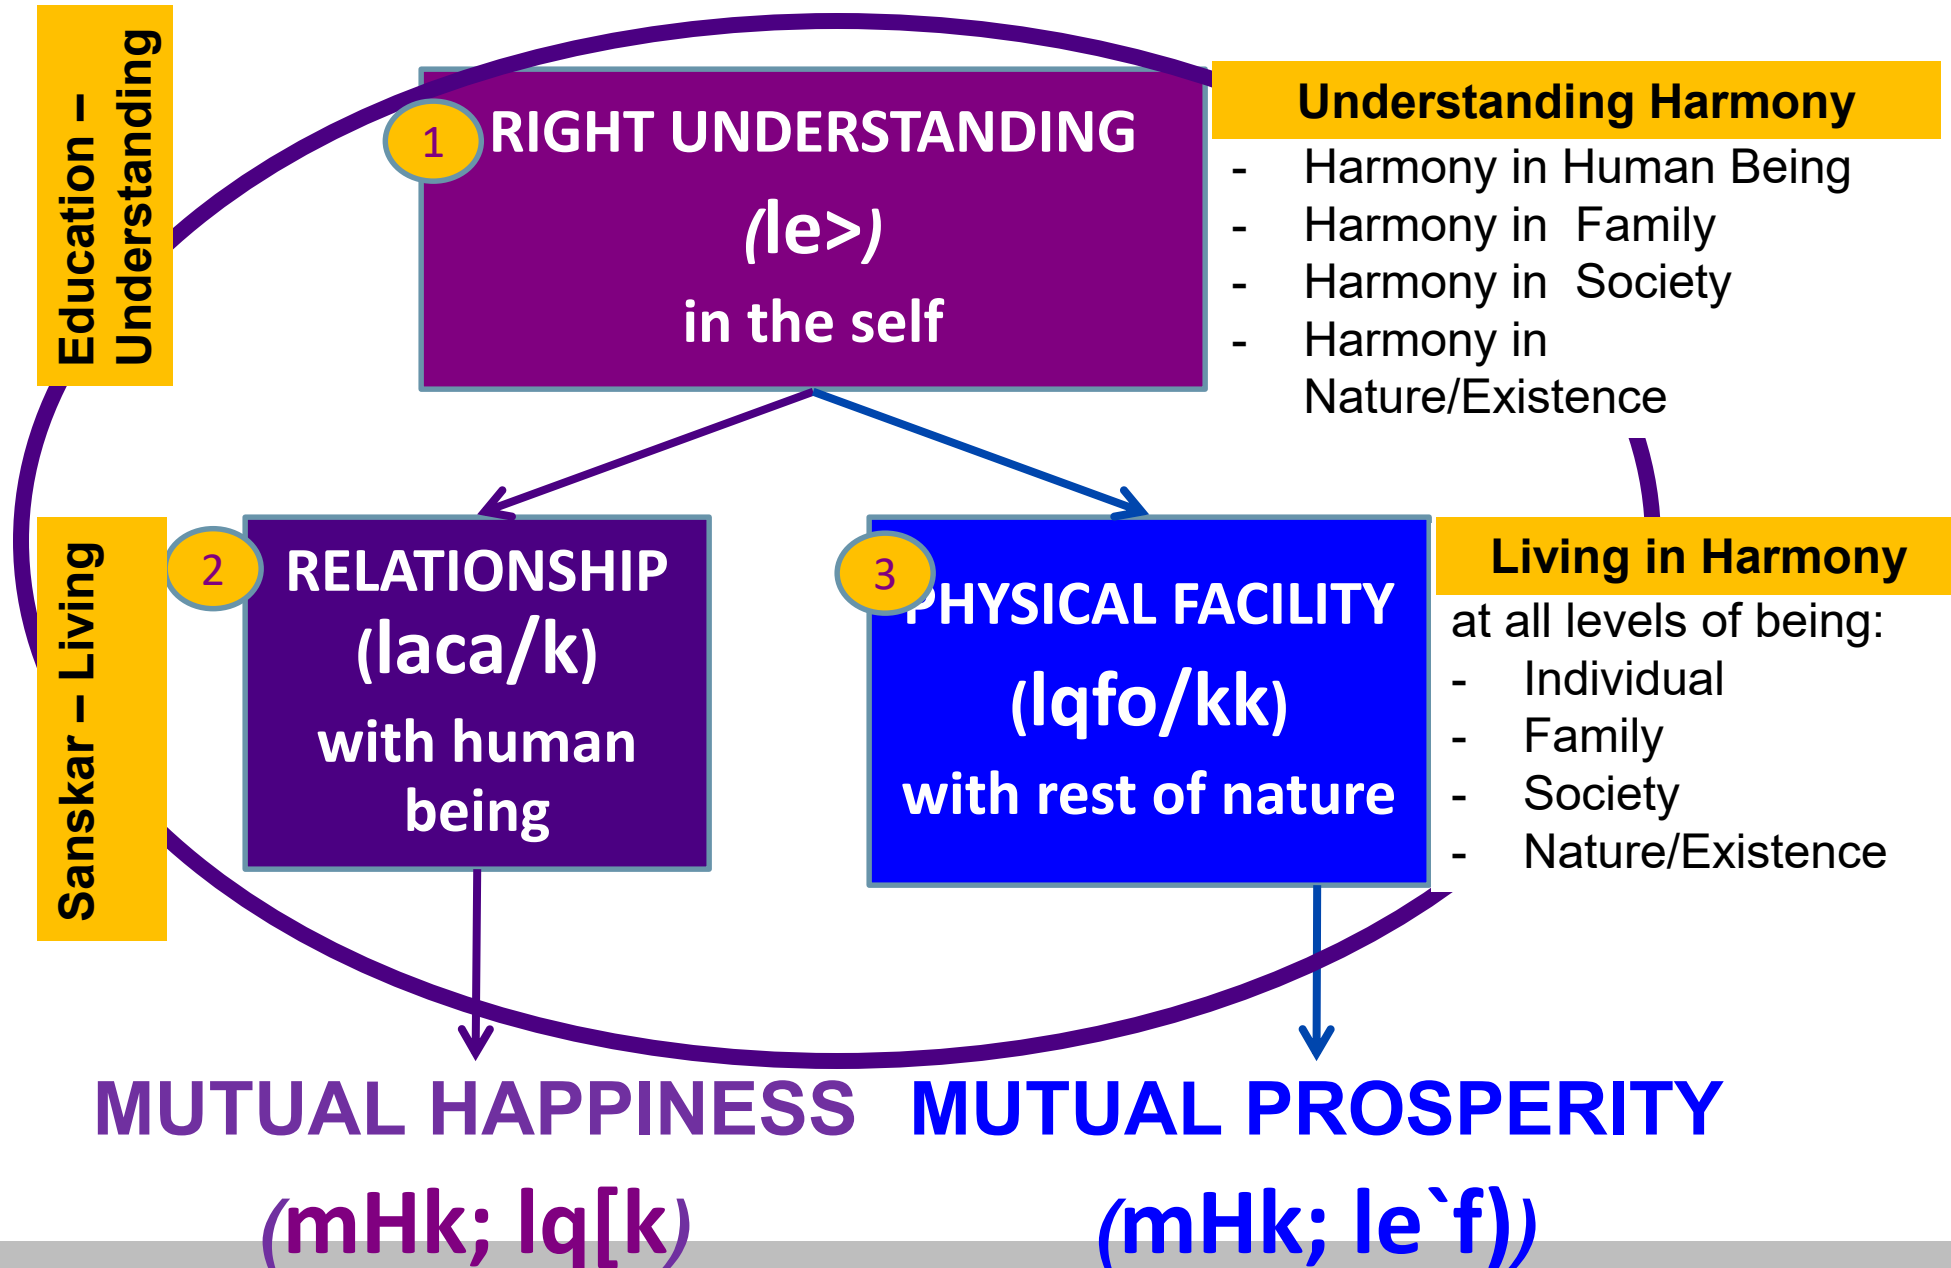 Education –
Understanding
1
RIGHT UNDERSTANDING
(le>)
in the self
Understanding Harmony
- Harmony in Human Being
- Harmony in Family
- Harmony in Society
- Harmony in
Nature/Existence
Sanskar – Living
2
RELATIONSHIP
(laca/k)
with human
being
3
PHYSICAL FACILITY
(lqfo/kk)
with rest of nature
Living in Harmony
at all levels of being:
- Individual
- Family
- Society
- Nature/Existence
MUTUAL HAPPINESS
(mHk; lq[k)
MUTUAL PROSPERITY
(mHk; le`f))